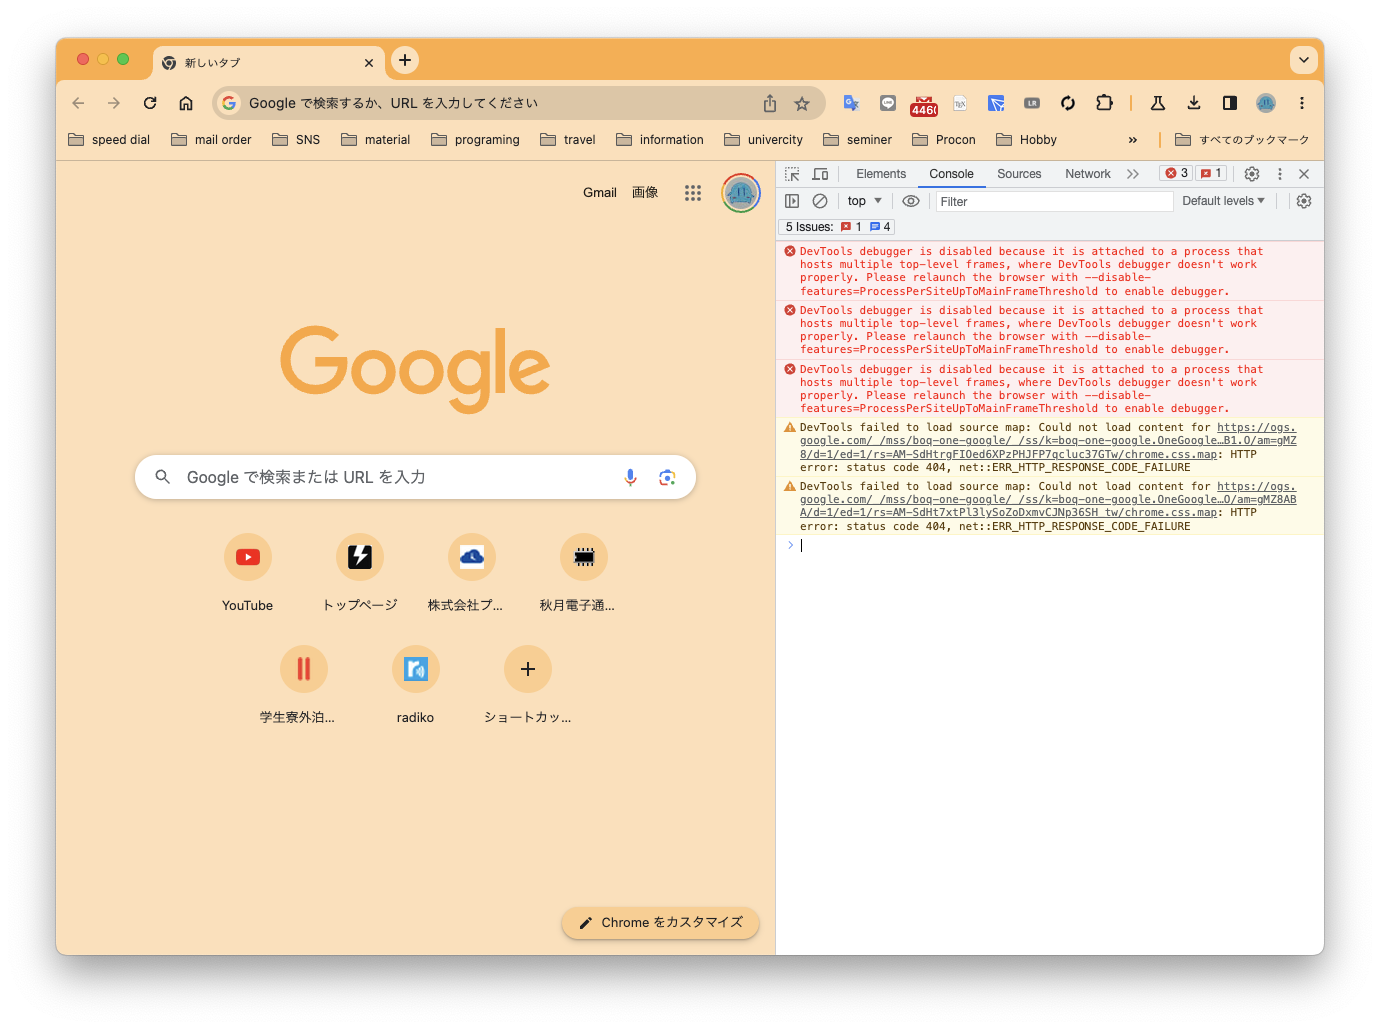 新しいタブ
Google で検索するか、URL を入力してください
446(
LR
speed dial
mail order
SNS
material
programing
travel
information
univercity
seminer
Procon
Hobby
»
すべてのブックマーク
Gmail
画像
Google
Google で検索または URL を入力
YouTube
トップページ
株式会社プ...
秋月電子通...
学生寮外泊...
radiko
ショートカッ...
Chrome をカスタマイズ
Elements
Console
Sources
Network
3
1
top
Filter
Default levels
5 Issues:
1
4
DevTools debugger is disabled because it is attached to a process that
hosts multiple top-level frames, where DevTools debugger doesn't work
properly. Please relaunch the browser with --disable-
features=ProcessPerSiteUpToMainFrameThreshold to enable debugger.
DevTools debugger is disabled because it is attached to a process that
hosts multiple top-level frames, where DevTools debugger doesn't work
properly. Please relaunch the browser with --disable-
features=ProcessPerSiteUpToMainFrameThreshold to enable debugger.
DevTools debugger is disabled because it is attached to a process that
hosts multiple top-level frames, where DevTools debugger doesn't work
properly. Please relaunch the browser with --disable-
features=ProcessPerSiteUpToMainFrameThreshold to enable debugger.
DevTools failed to load source map: Could not load content for https://ogs.
google.com/_/mss/boq-one-google/_/ss/k=boq-one-google.OneGoogle…B1.O/am=gMZ
8/d=1/ed=1/rs=AM-SdHtrgFIOed6XPzPHJFP7qcluc37GTw/chrome.css.map: HTTP
error: status code 404, net::ERR_HTTP_RESPONSE_CODE_FAILURE
DevTools failed to load source map: Could not load content for https://ogs.
google.com/_/mss/boq-one-google/_/ss/k=boq-one-google.OneGoogle…O/am=gMZ8AB
A/d=1/ed=1/rs=AM-SdHt7xtPl3lySoZoDxmvCJNp36SH_tw/chrome.css.map: HTTP
error: status code 404, net::ERR_HTTP_RESPONSE_CODE_FAILURE